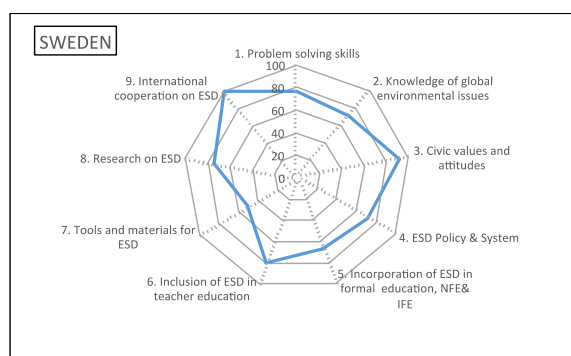 SWEDEN
1. Problem solving skills
100
80
60
40
20
0
2. Knowledge of global
environmental issues
3. Civic values and
attitudes
4. ESD Policy & System
5. Incorporation of ESD in
formal education, NFE&
IFE
6. Inclusion of ESD in
teacher education
7. Tools and materials for
ESD
8. Research on ESD
9. International
cooperation on ESD